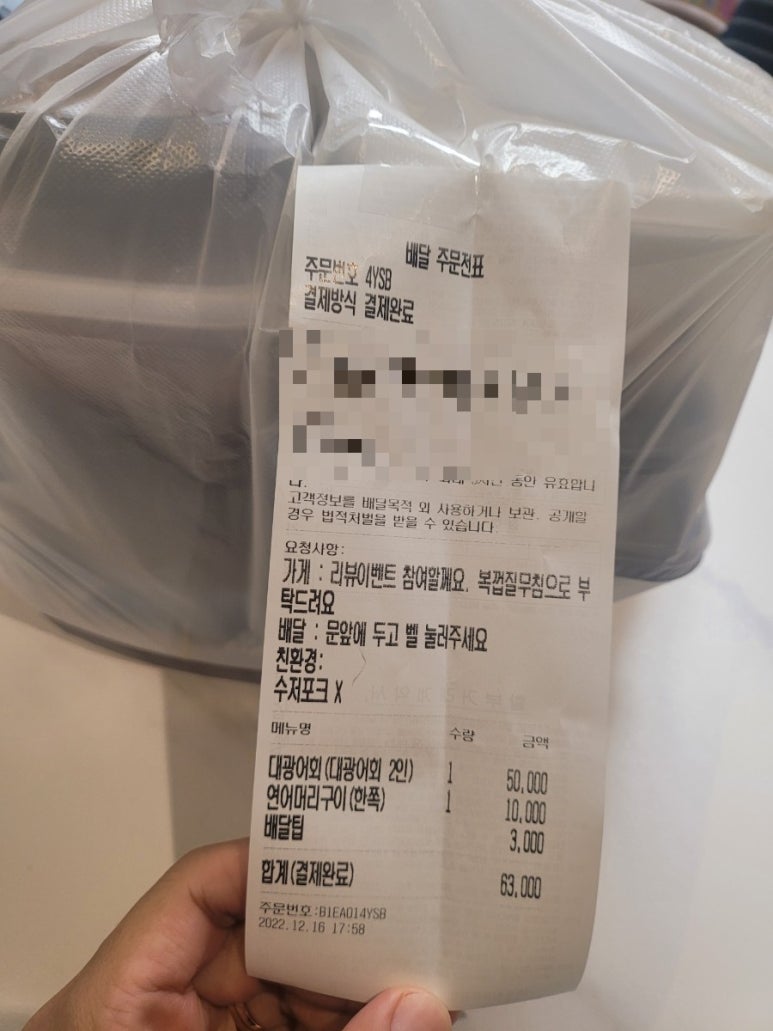 배달 주문전표
주문번호 4YSB
결제방식 결제완료
동안 유효합니
다.
고객정보를 배달목적 외 사용하거나 보관, 공개할
경우 법적처벌을 받을 수 있습니다.
요청사항:
가게 : 리뷰이벤트 참여할께요. 복껍질무침으로 부
탁드려요
배달 : 문앞에 두고 벨 눌러주세요
친환경:
수저포크 X
메뉴명 수량 금액
대광어회(대광어회 2인) 1 50,000
연어머리구이(한쪽) 1 10,000
배달팁 3,000
합계(결제완료) 63,000
주문번호:B1EA014YSB
2022.12.16 17:58